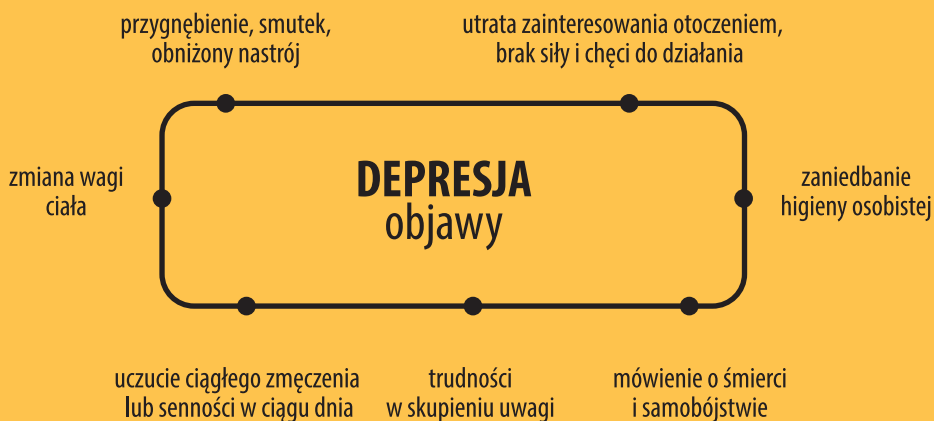 przygnębienie, smutek,
obniżony nastrój
utrata zainteresowania otoczeniem,
brak siły i chęci do działania
zmiana wagi
ciała
DEPRESJA
objawy
zaniedbanie
higieny osobistej
uczucie ciągłego zmęczenia
lub senności w ciągu dnia
trudności
w skupieniu uwagi
mówienie o śmierci
i samobójstwie